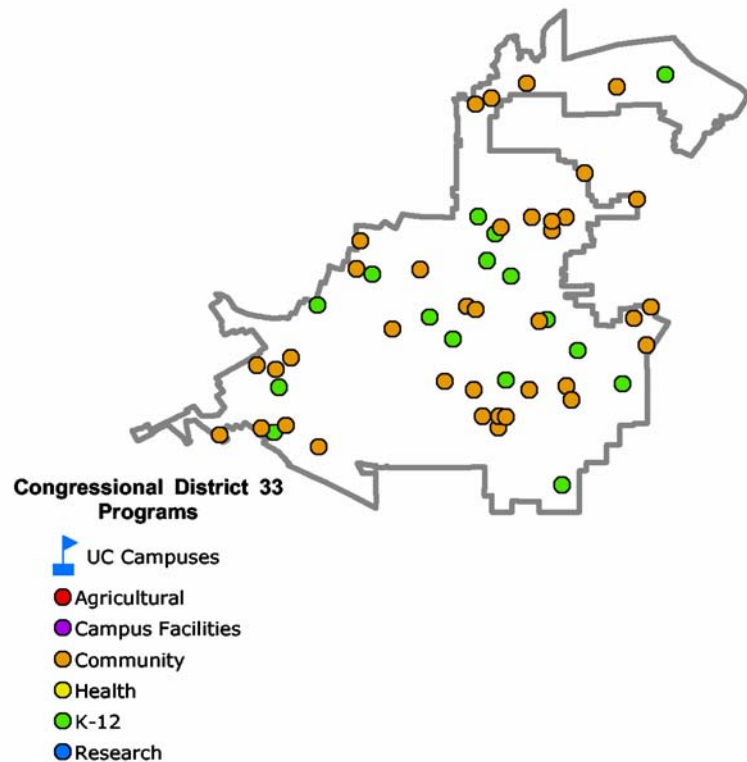 Congressional District 33
Programs
UC Campuses
Agricultural
Campus Facilities
Community
Health
K-12
Research